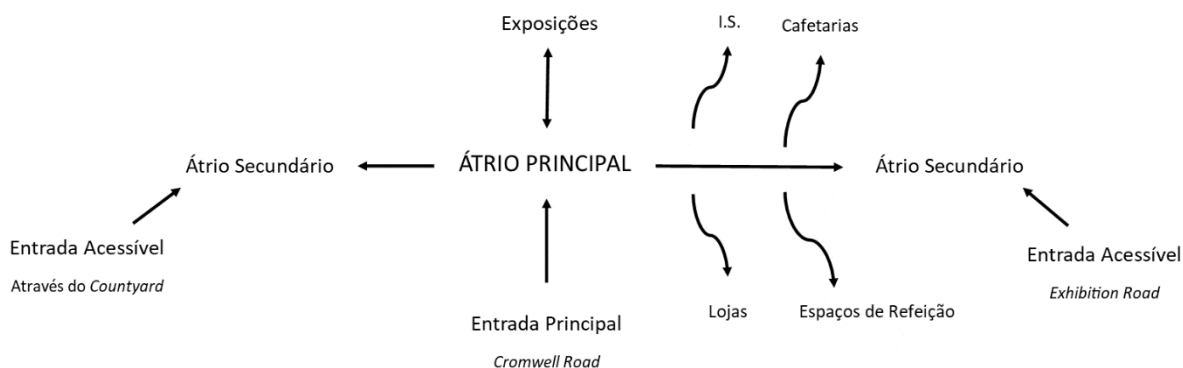 Exposições
I.S.
Cafetarias
Átrio Secundário
ÁTRIO PRINCIPAL
Átrio Secundário
Entrada Acessível
Através do Countyard
Entrada Acessível
Exhibition Road
Entrada Principal
Cromwell Road
Lojas
Espaços de Refeição